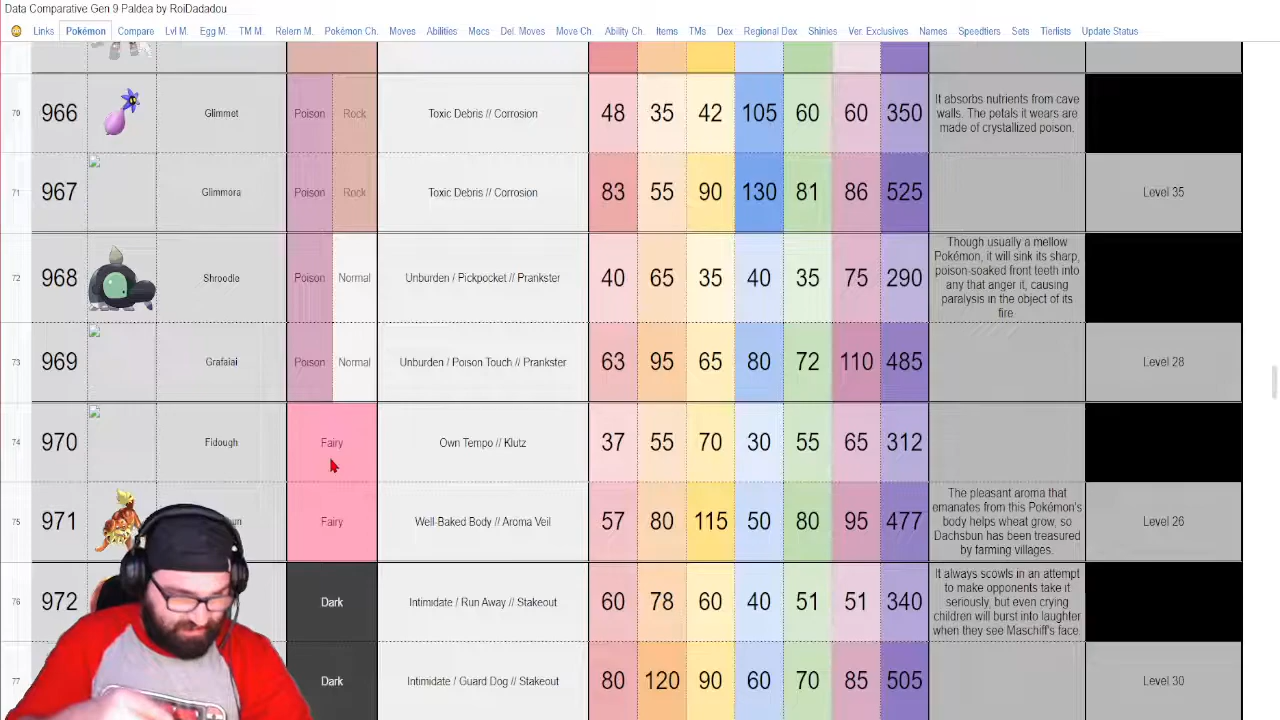 Data Comparative Gen 9 Paldea by RoiDadadou
Links Pokémon Compare Lvl M. Egg M. TM M. Relern M. Pokémon Ch. Moves Abilities Mecs Del. Moves Move Ch. Ability Ch. Items TMs Dex Regional Dex Shinies Ver. Exclusives Names Speedtiers Sets Tierlists Update Status
70 966 Glimmet Poison Rock Toxic Debris // Corrosion 48 35 42 105 60 60 350
It absorbs nutrients from cave
walls. The petals it wears are
made of crystallized poison.
71 967 Glimmora Poison Rock Toxic Debris // Corrosion 83 55 90 130 81 86 525 Level 35
72 968 Shroodle Poison Normal Unburden / Pickpocket // Prankster 40 65 35 40 35 75 290
Though usually a mellow
Pokémon, it will sink its sharp,
poison-soaked front teeth into
any that anger it, causing
paralysis in the object of its
fire.
73 969 Grafaiai Poison Normal Unburden / Poison Touch // Prankster 63 95 65 80 72 110 485 Level 28
74 970 Fidough Fairy Own Tempo // Klutz 37 55 70 30 55 65 312
75 971 Fairy Well-Baked Body // Aroma Veil 57 80 115 50 80 95 477
The pleasant aroma that
emanates from this Pokémon's
body helps wheat grow, so
Dachsbun has been treasured
by farming villages.
Level 26
76 972 Dark Intimidate / Run Away // Stakeout 60 78 60 40 51 51 340
It always scowls in an attempt
to make opponents take it
seriously, but even crying
children will burst into laughter
when they see Maschiff's face.
77 Dark Intimidate / Guard Dog // Stakeout 80 120 90 60 70 85 505 Level 30